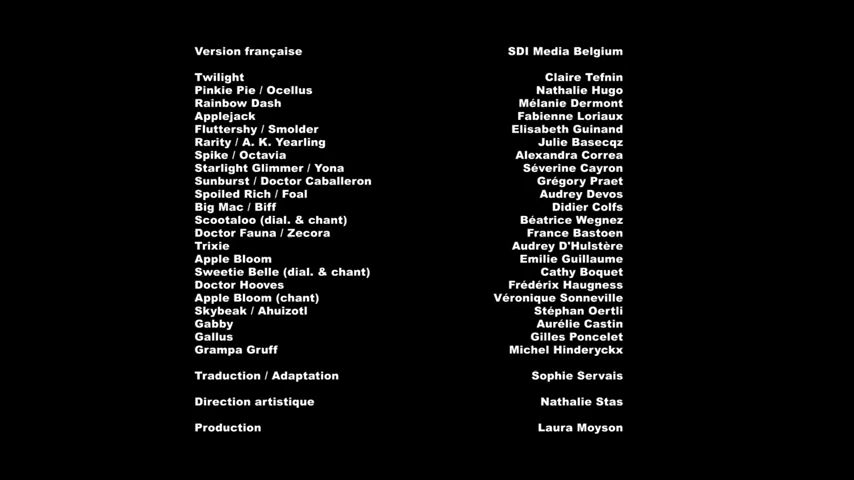 Version française SDI Media Belgium
Twilight Claire Tefnin
Pinkie Pie / Ocellus Nathalie Hugo
Rainbow Dash Mélanie Dermont
Applejack Fabienne Loriaux
Fluttershy / Smolder Elisabeth Guinand
Rarity / A. K. Yearling Julie Basecqz
Spike / Octavia Alexandra Correa
Starlight Glimmer / Yona Séverine Cayron
Sunburst / Doctor Caballeron Grégory Praet
Spoiled Rich / Foal Audrey Devos
Big Mac / Biff Didier Colfs
Scootaloo (dial. & chant) Béatrice Wegnez
Doctor Fauna / Zecora France Bastoen
Trixie Audrey D'Hulstère
Apple Bloom Emilie Guillaume
Sweetie Belle (dial. & chant) Cathy Boquet
Doctor Hooves Frédérix Haugness
Apple Bloom (chant) Véronique Sonneville
Skybeak / Ahuizotl Stéphan Oertli
Gabby Aurélie Castin
Gallus Gilles Poncelet
Grampa Gruff Michel Hinderyckx
Traduction / Adaptation Sophie Servais
Direction artistique Nathalie Stas
Production Laura Moyson